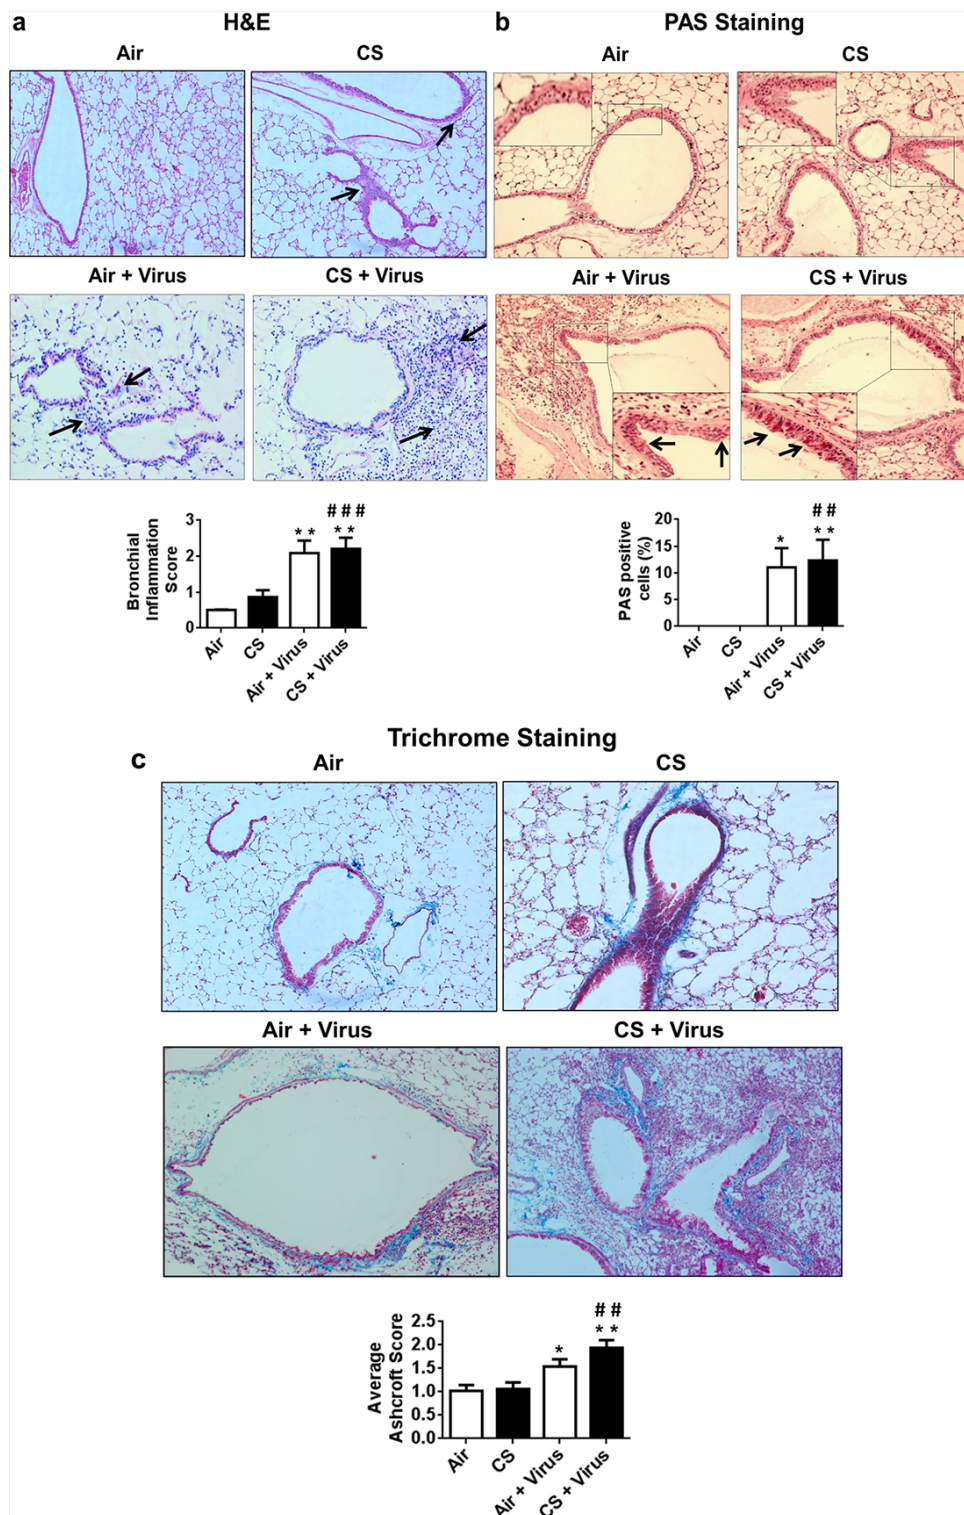 a
H&E
Air
CS
Air + Virus
CS + Virus
Bronchial
Inflammation
Score
3
2
1
0
* *
# # #
* *
Air
CS
Air + Virus
CS + Virus
b
PAS Staining
Air
CS
Air + Virus
CS + Virus
PAS positive
cells (%)
20
15
10
5
0
*
# #
* *
Air
CS
Air + Virus
CS + Virus
Trichrome Staining
c
Air
CS
Air + Virus
CS + Virus
Average
Ashcroft Score
2.5
2.0
1.5
1.0
0.5
0.0
*
# #
* *
Air
CS
Air + Virus
CS + Virus